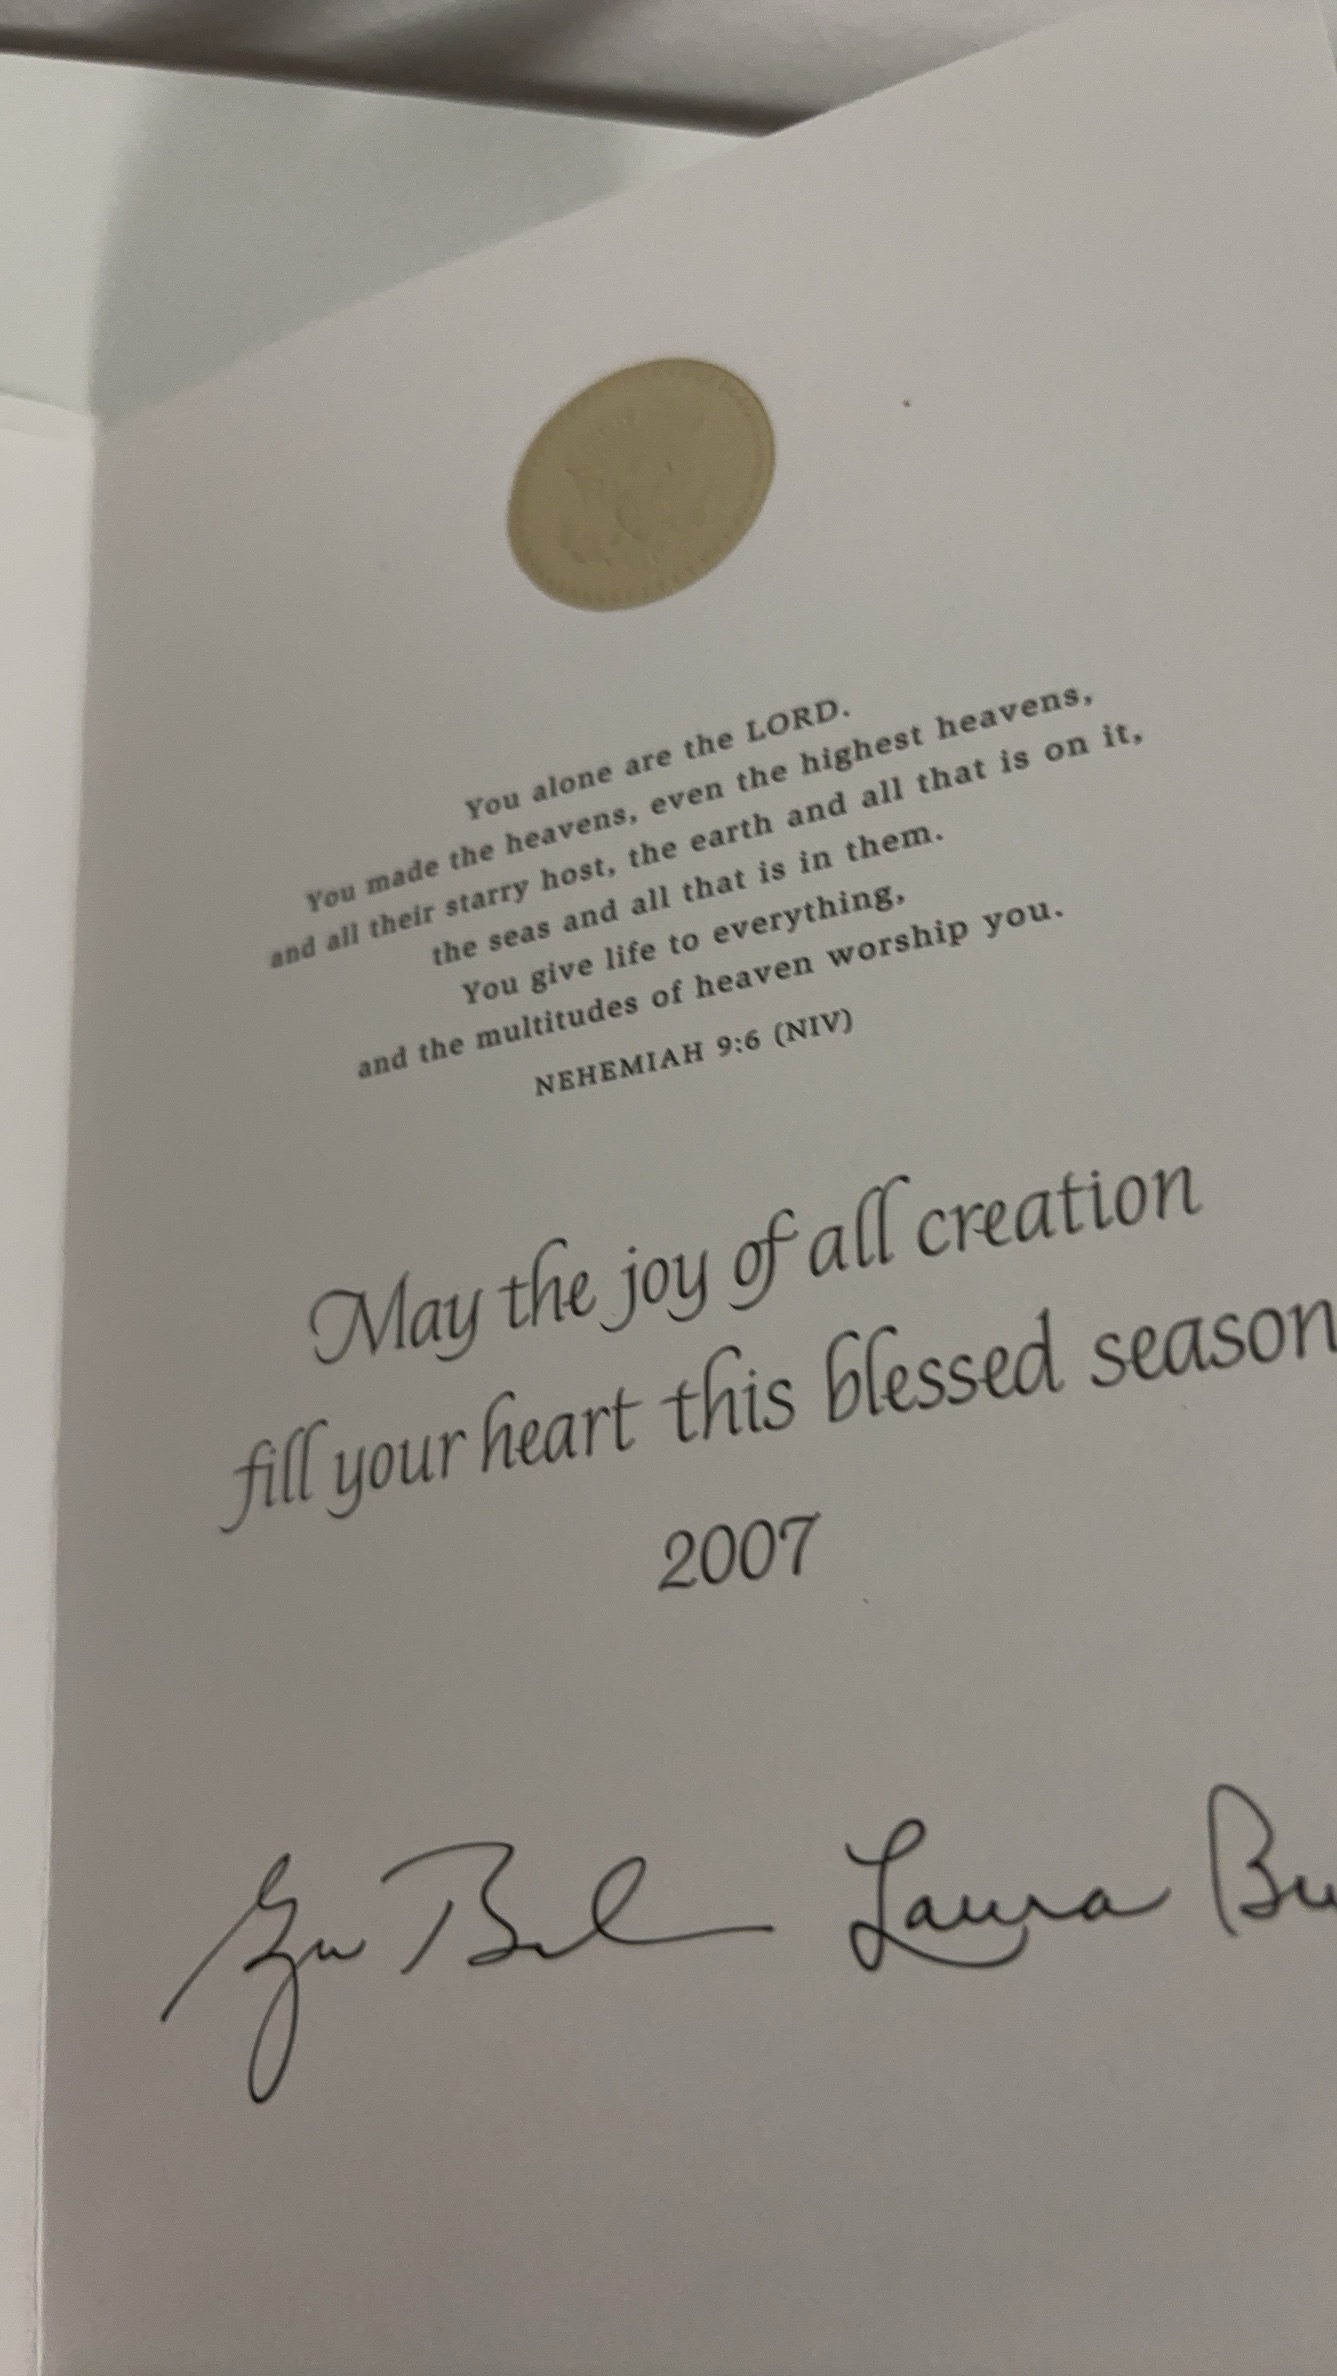 You alone are the LORD.
You made the heavens, even the highest heavens,
and all their starry host, the earth and all that is on it,
the seas and all that is in them.
You give life to everything,
and the multitudes of heaven worship you.
NEHEMIAH 9:6 (NIV)
May the joy of all creation
fill your heart this blessed season
2007
Laura Bu